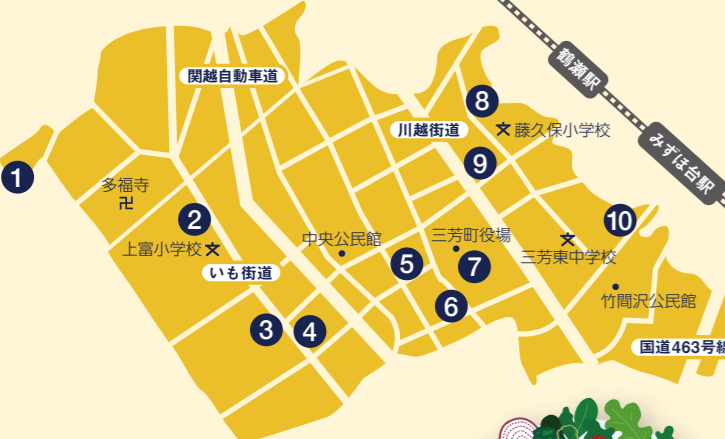 鶴瀬駅
関越自動車道
8
川越街道
藤久保小学校
みずほ台駅
9
1
多福寺
2
10
上富小学校
中央公民館
三芳町役場
いも街道
5
7
三芳東中学校
竹間沢公民館
6
3
4
国道463号線